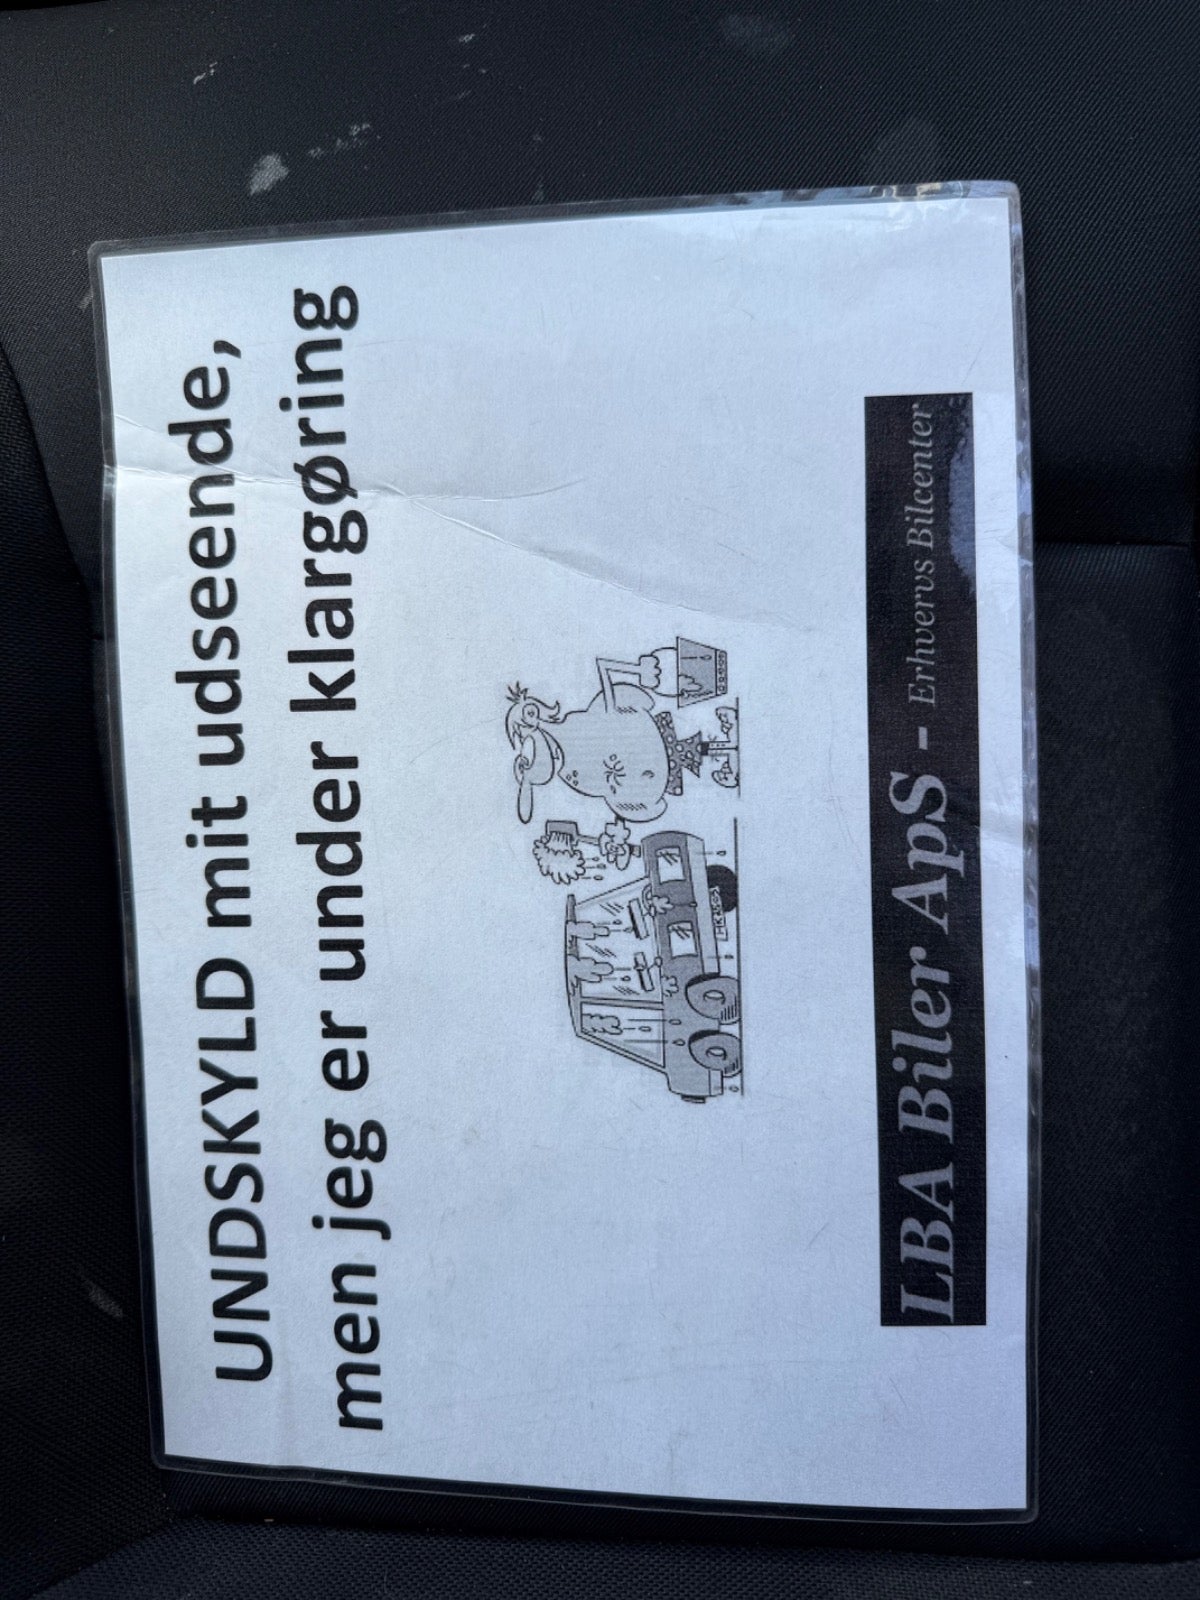 UNDSKYLD mit udseende,
men jeg er under klargøring
LBA Biler ApS - Erhvervs Bilcenter